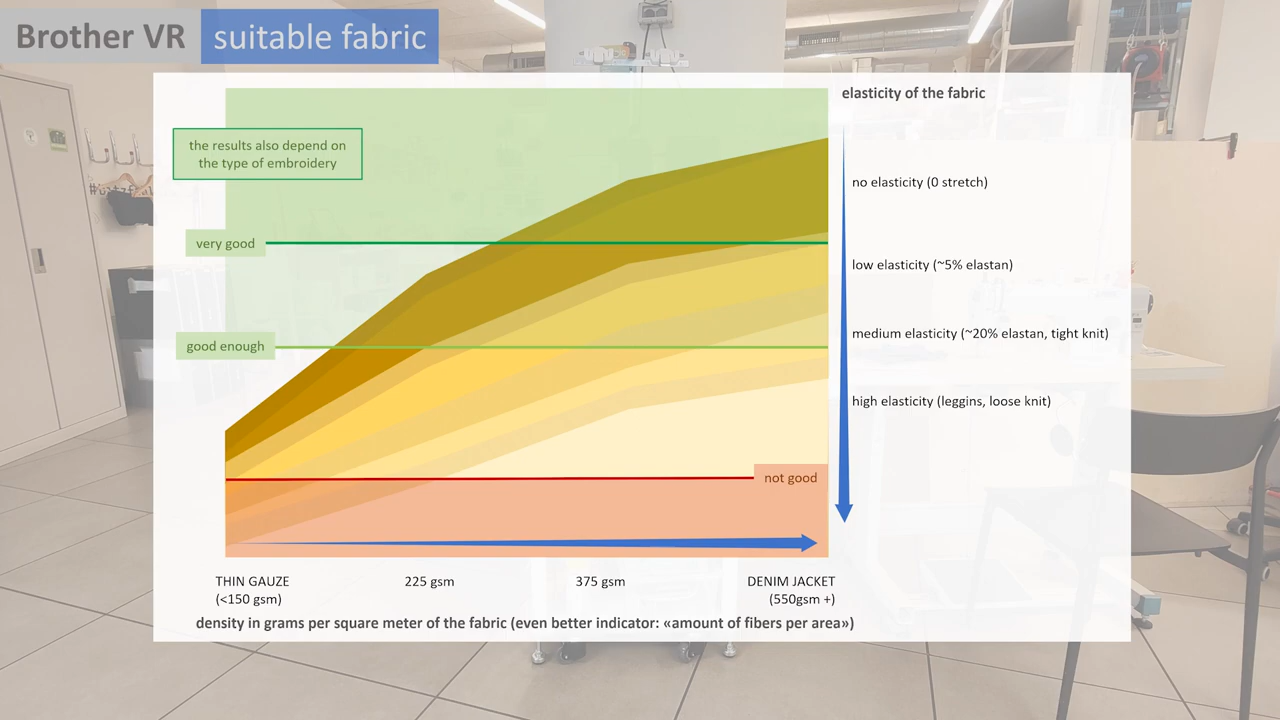 Brother VR
suitable fabric
elasticity of the fabric
the results also depend on
the type of embroidery
no elasticity (0 stretch)
very good
low elasticity (~5% elastan)
medium elasticity (~20% elastan, tight knit)
good enough
high elasticity (leggins, loose knit)
not good
THIN GAUZE
(<150 gsm)
225 gsm
375 gsm
DENIM JACKET
(550gsm +)
density in grams per square meter of the fabric (even better indicator: «amount of fibers per area»)